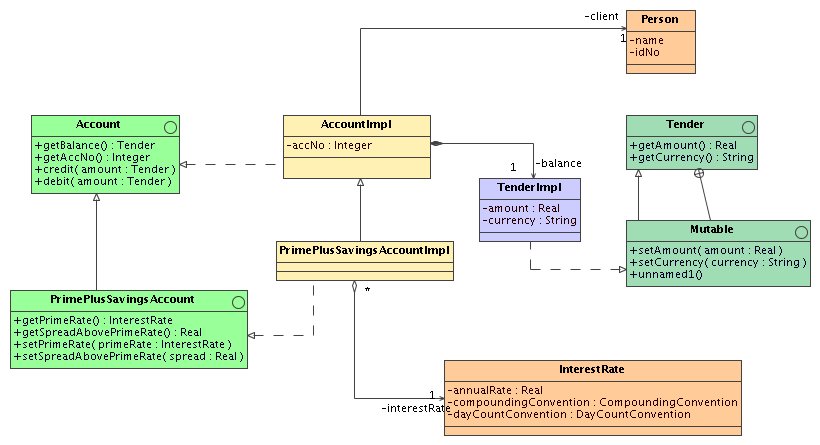 -client
Person
1
-name
-idNo
Account
+getBalance() : Tender
+getAccNo() : Integer
+credit( amount : Tender )
+debit( amount : Tender )
AccountImpl
-accNo : Integer
Tender
+getAmount() : Real
+getCurrency() : String
1
-balance
TenderImpl
-amount : Real
-currency : String
Mutable
+setAmount( amount : Real )
+setCurrency( currency : String )
+unnamed1()
PrimePlusSavingsAccountImpl
*
PrimePlusSavingsAccount
+getPrimeRate() : InterestRate
+getSpreadAbovePrimeRate() : Real
+setPrimeRate( primeRate : InterestRate )
+setSpreadAbovePrimeRate( spread : Real )
1
-interestRate
InterestRate
-annualRate : Real
-compoundingConvention : CompoundingConvention
-dayCountConvention : DayCountConvention